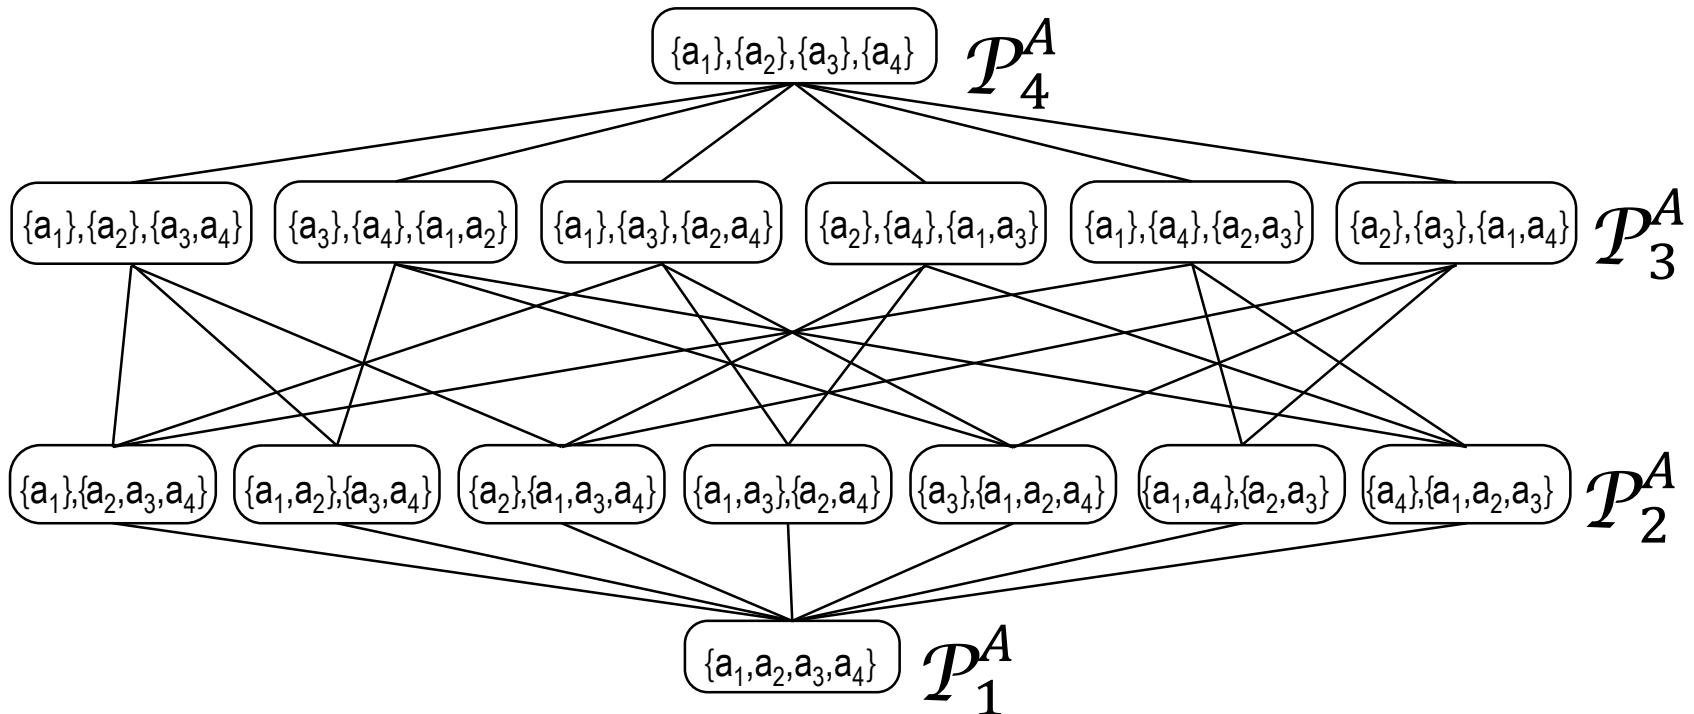 {a₁},{a₂},{a₃},{a₄} 𝒫₄ᴬ
{a₁},{a₂},{a₃,a₄} {a₃},{a₄},{a₁,a₂} {a₁},{a₃},{a₂,a₄} {a₂},{a₄},{a₁,a₃} {a₁},{a₄},{a₂,a₃} {a₂},{a₃},{a₁,a₄} 𝒫₃ᴬ
{a₁},{a₂,a₃,a₄} {a₁,a₂},{a₃,a₄} {a₂},{a₁,a₃,a₄} {a₁,a₃},{a₂,a₄} {a₃},{a₁,a₂,a₄} {a₁,a₄},{a₂,a₃} {a₄},{a₁,a₂,a₃} 𝒫₂ᴬ
{a₁,a₂,a₃,a₄} 𝒫₁ᴬ